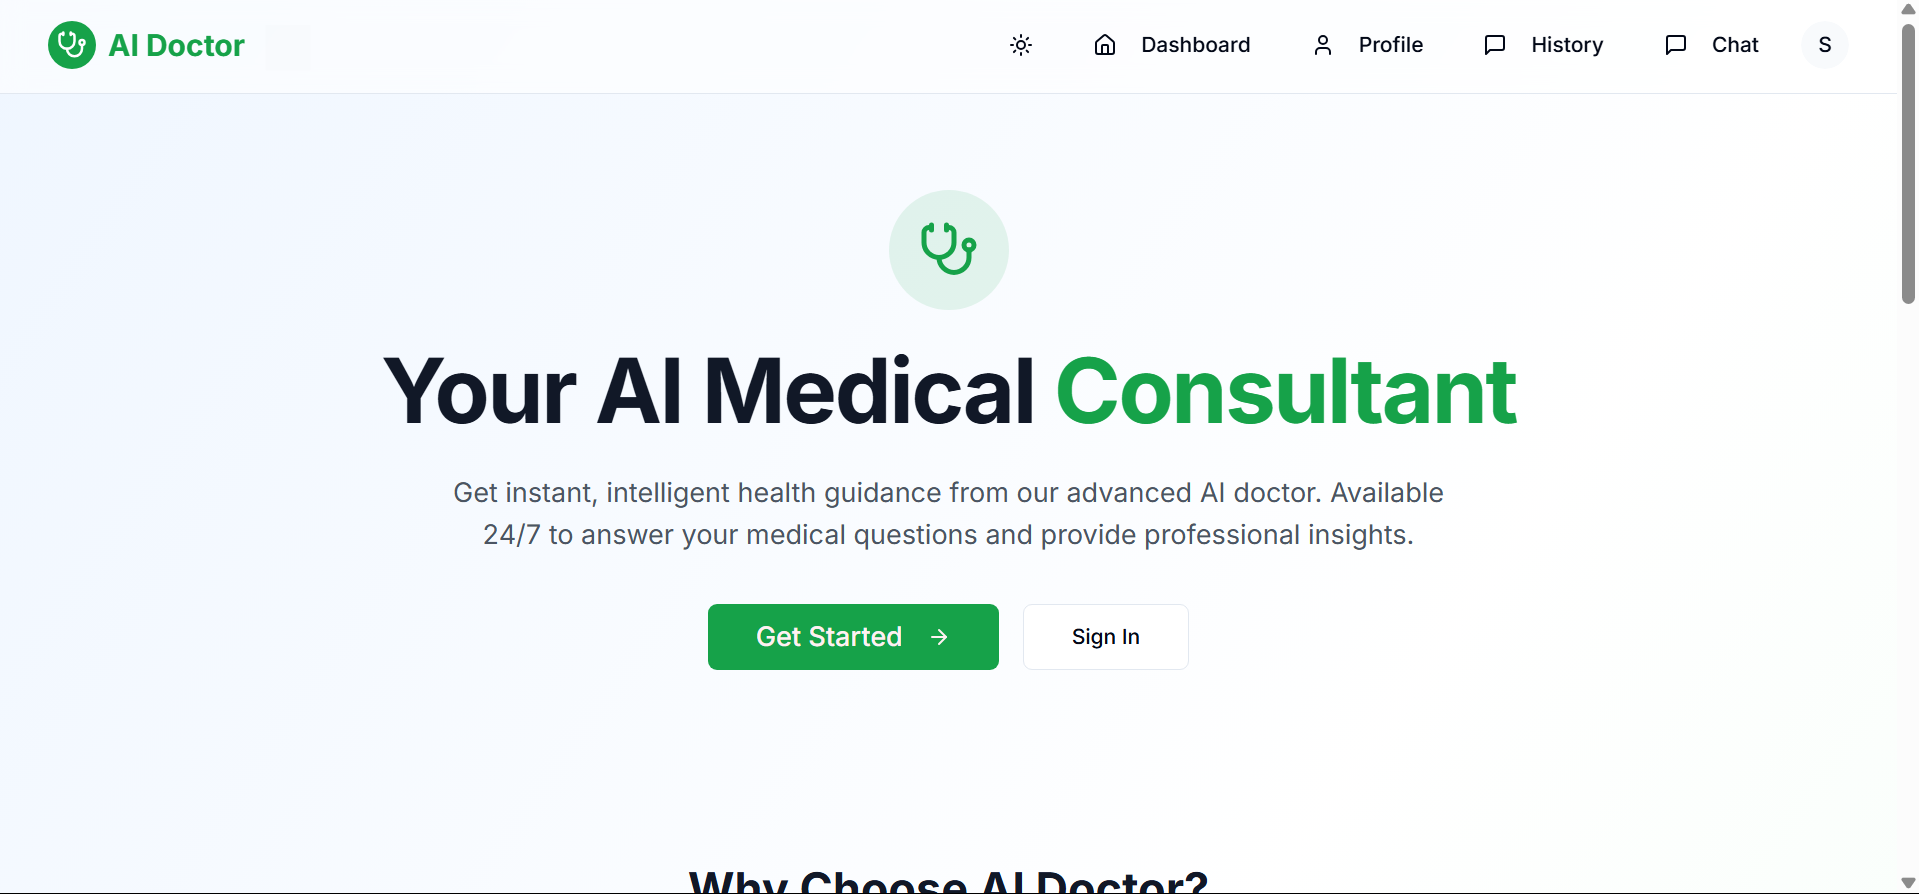 AI Doctor
Dashboard
Profile
History
Chat
S
Your AI Medical Consultant
Get instant, intelligent health guidance from our advanced AI doctor. Available
24/7 to answer your medical questions and provide professional insights.
Get Started
Sign In
Why Choose AI Doctor?